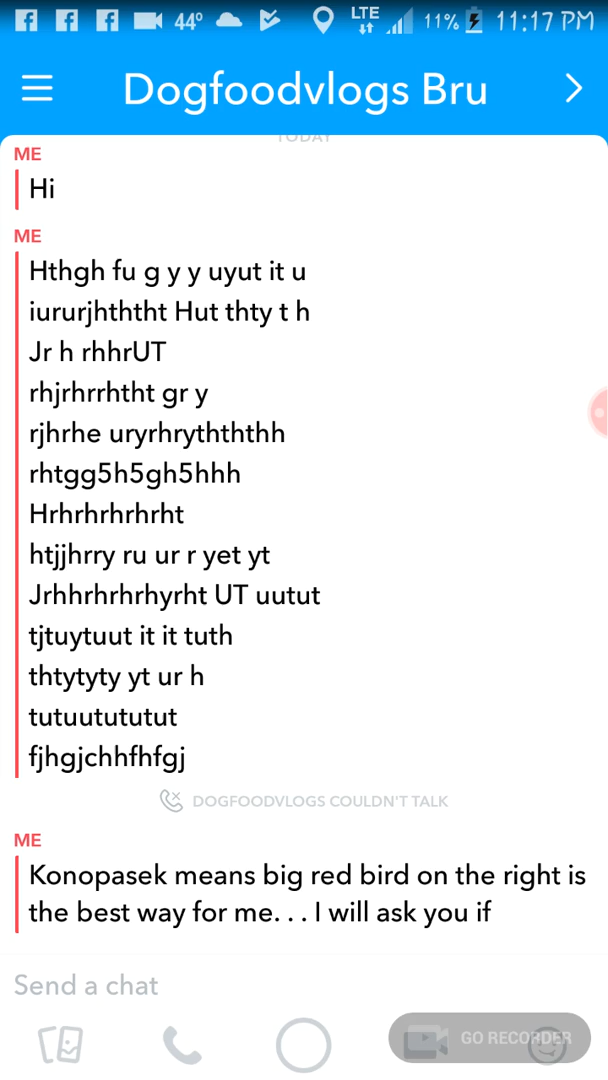 44° LTE 11% 11:17 PM
Dogfoodvlogs Bru
TODAY
ME
Hi
ME
Hthgh fu g y y uyut it u
iururjhththt Hut thty t h
Jr h rhhrUT
rhjrhrrhtht gr y
rjhrhe uryrhryththth
rhtgg5h5gh5hhh
Hrhrhrhrhrht
htjjhrry ru ur r yet yt
Jrhhrhrhrhyrht UT uutut
tjtuytuut it it tuth
thtytyty yt ur h
tutuutututut
fjhgjchhfhfgj
DOGFOODVLOGS COULDN'T TALK
ME
Konopasek means big red bird on the right is
the best way for me. . . I will ask you if
Send a chat
GO RECORDER